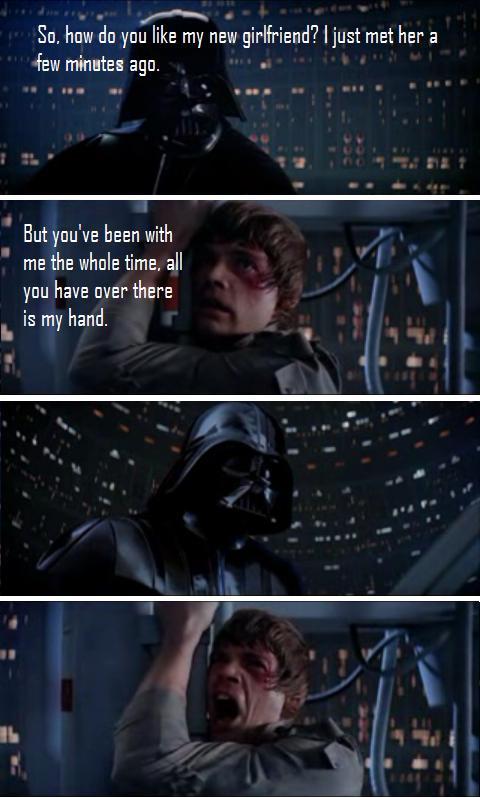 So, how do you like my new girlfriend? I just met her a
few minutes ago.
But you've been with
me the whole time, all
you have over there
is my hand.